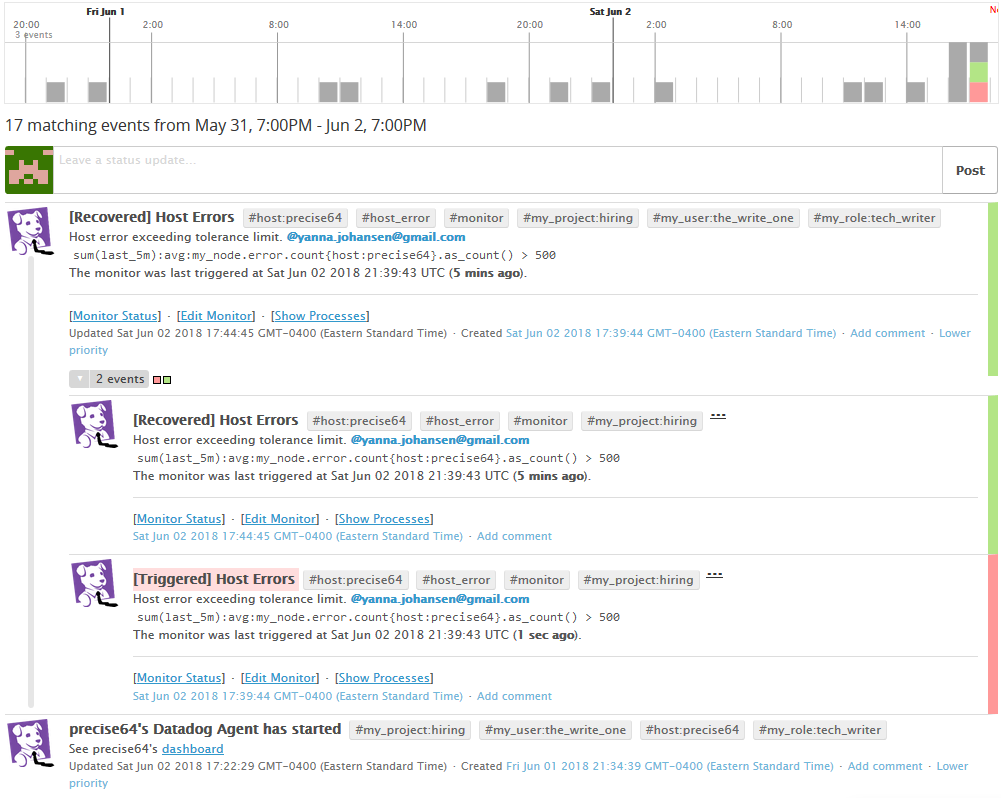 Fri Jun 1 Sat Jun 2
20:00 2:00 8:00 14:00 20:00 2:00 8:00 14:00
3 events
17 matching events from May 31, 7:00PM - Jun 2, 7:00PM
Leave a status update...
Post
[Recovered] Host Errors #host:precise64 #host_error #monitor #my_project:hiring #my_user:the_write_one #my_role:tech_writer
Host error exceeding tolerance limit. @yanna.johansen@gmail.com
sum(last_5m):avg:my_node.error.count{host:precise64}.as_count() > 500
The monitor was last triggered at Sat Jun 02 2018 21:39:43 UTC (5 mins ago).
[Monitor Status] · [Edit Monitor] · [Show Processes]
Updated Sat Jun 02 2018 17:44:45 GMT-0400 (Eastern Standard Time) · Created Sat Jun 02 2018 17:39:44 GMT-0400 (Eastern Standard Time) · Add comment · Lower
priority
2 events
[Recovered] Host Errors #host:precise64 #host_error #monitor #my_project:hiring ...
Host error exceeding tolerance limit. @yanna.johansen@gmail.com
sum(last_5m):avg:my_node.error.count{host:precise64}.as_count() > 500
The monitor was last triggered at Sat Jun 02 2018 21:39:43 UTC (5 mins ago).
[Monitor Status] · [Edit Monitor] · [Show Processes]
Sat Jun 02 2018 17:44:45 GMT-0400 (Eastern Standard Time) · Add comment
[Triggered] Host Errors #host:precise64 #host_error #monitor #my_project:hiring ...
Host error exceeding tolerance limit. @yanna.johansen@gmail.com
sum(last_5m):avg:my_node.error.count{host:precise64}.as_count() > 500
The monitor was last triggered at Sat Jun 02 2018 21:39:43 UTC (1 sec ago).
[Monitor Status] · [Edit Monitor] · [Show Processes]
Sat Jun 02 2018 17:39:44 GMT-0400 (Eastern Standard Time) · Add comment
precise64's Datadog Agent has started #my_project:hiring #my_user:the_write_one #host:precise64 #my_role:tech_writer
See precise64's dashboard
Updated Sat Jun 02 2018 17:22:29 GMT-0400 (Eastern Standard Time) · Created Fri Jun 01 2018 21:34:39 GMT-0400 (Eastern Standard Time) · Add comment · Lower
priority